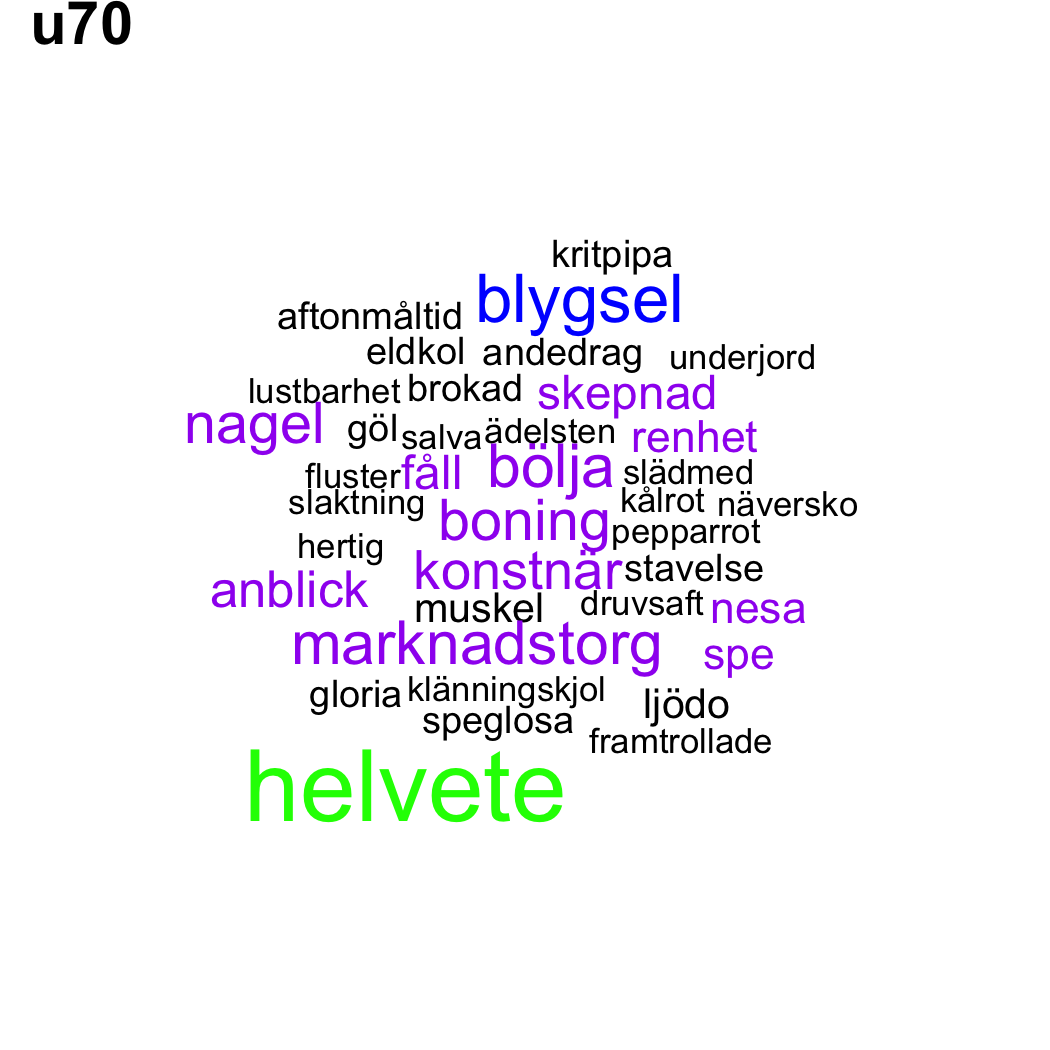 u70
kritpipa
blygsel
aftonmåltid
eldkol andedrag underjord
lustbarhet brokad skepnad
nagel göl salva ädelsten renhet
fluster fåll bölja slädmed
slaktning boning kålrot näversko
pepparrot
hertig
anblick konstnär stavelse
muskel druvsaft nesa
marknadstorg spe
gloria klänningskjol ljödo
speglosa
framtrollade
helvete